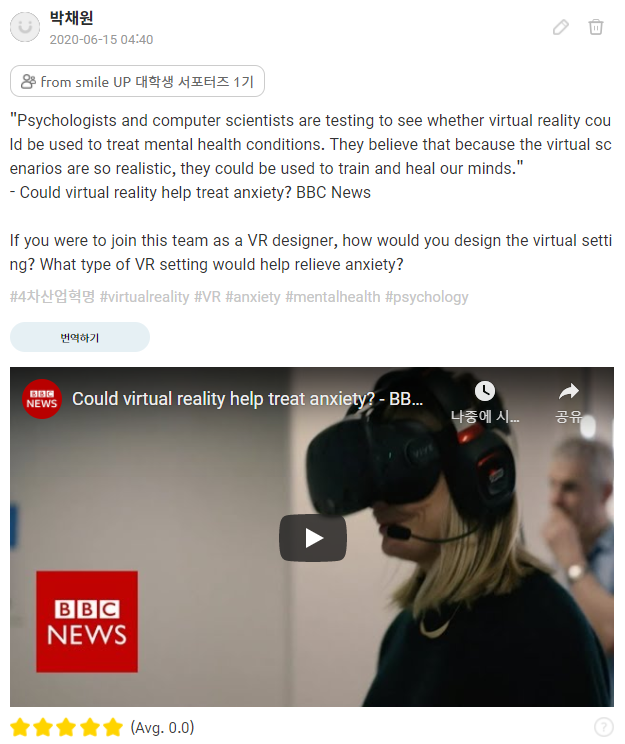 박채원
2020-06-15 04:40
from smile UP 대학생 서포터즈 1기
"Psychologists and computer scientists are testing to see whether virtual reality cou
ld be used to treat mental health conditions. They believe that because the virtual sc
enarios are so realistic, they could be used to train and heal our minds."
- Could virtual reality help treat anxiety? BBC News
If you were to join this team as a VR designer, how would you design the virtual setti
ng? What type of VR setting would help relieve anxiety?
#4차산업혁명 #virtualreality #VR #anxiety #mentalhealth #psychology
번역하기
BBC
NEWS
Could virtual reality help treat anxiety? - BB...
나중에 시...
공유
BBC
NEWS
(Avg. 0.0)
?